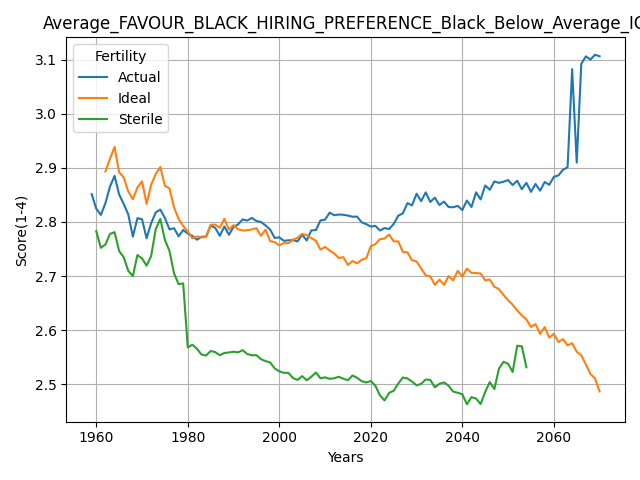 Average_FAVOUR_BLACK_HIRING_PREFERENCE_Black_Below_Average_IQ
Fertility
Actual
Ideal
Sterile
Score(1-4)
3.1
3.0
2.9
2.8
2.7
2.6
2.5
1960 1980 2000 2020 2040 2060
Years